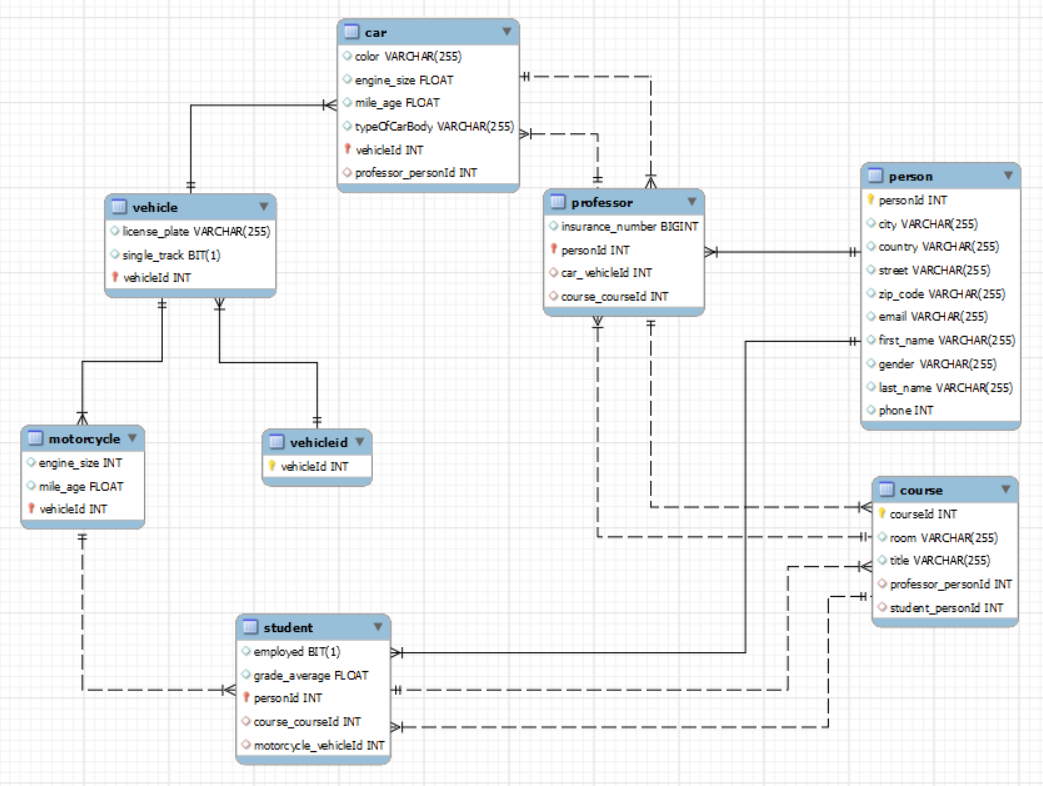 car
color VARCHAR(255)
engine_size FLOAT
mile_age FLOAT
typeOfCarBody VARCHAR(255)
vehicleId INT
professor_personId INT
vehicle
license_plate VARCHAR(255)
single_track BIT(1)
vehicleId INT
professor
insurance_number BIGINT
personId INT
car_vehicleId INT
course_courseId INT
person
personId INT
city VARCHAR(255)
country VARCHAR(255)
street VARCHAR(255)
zip_code VARCHAR(255)
email VARCHAR(255)
first_name VARCHAR(255)
gender VARCHAR(255)
last_name VARCHAR(255)
phone INT
motorcycle
engine_size INT
mile_age FLOAT
vehicleId INT
vehicleid
vehicleId INT
course
courseId INT
room VARCHAR(255)
title VARCHAR(255)
professor_personId INT
student_personId INT
student
employed BIT(1)
grade_average FLOAT
personId INT
course_courseId INT
motorcycle_vehicleId INT